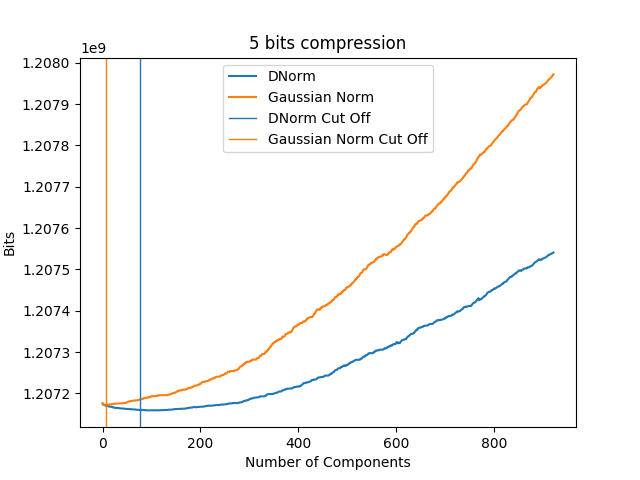 5 bits compression
1e9
1.2080
1.2079
1.2078
1.2077
1.2076
1.2075
1.2074
1.2073
1.2072
Bits
DNorm
Gaussian Norm
DNorm Cut Off
Gaussian Norm Cut Off
0 200 400 600 800
Number of Components